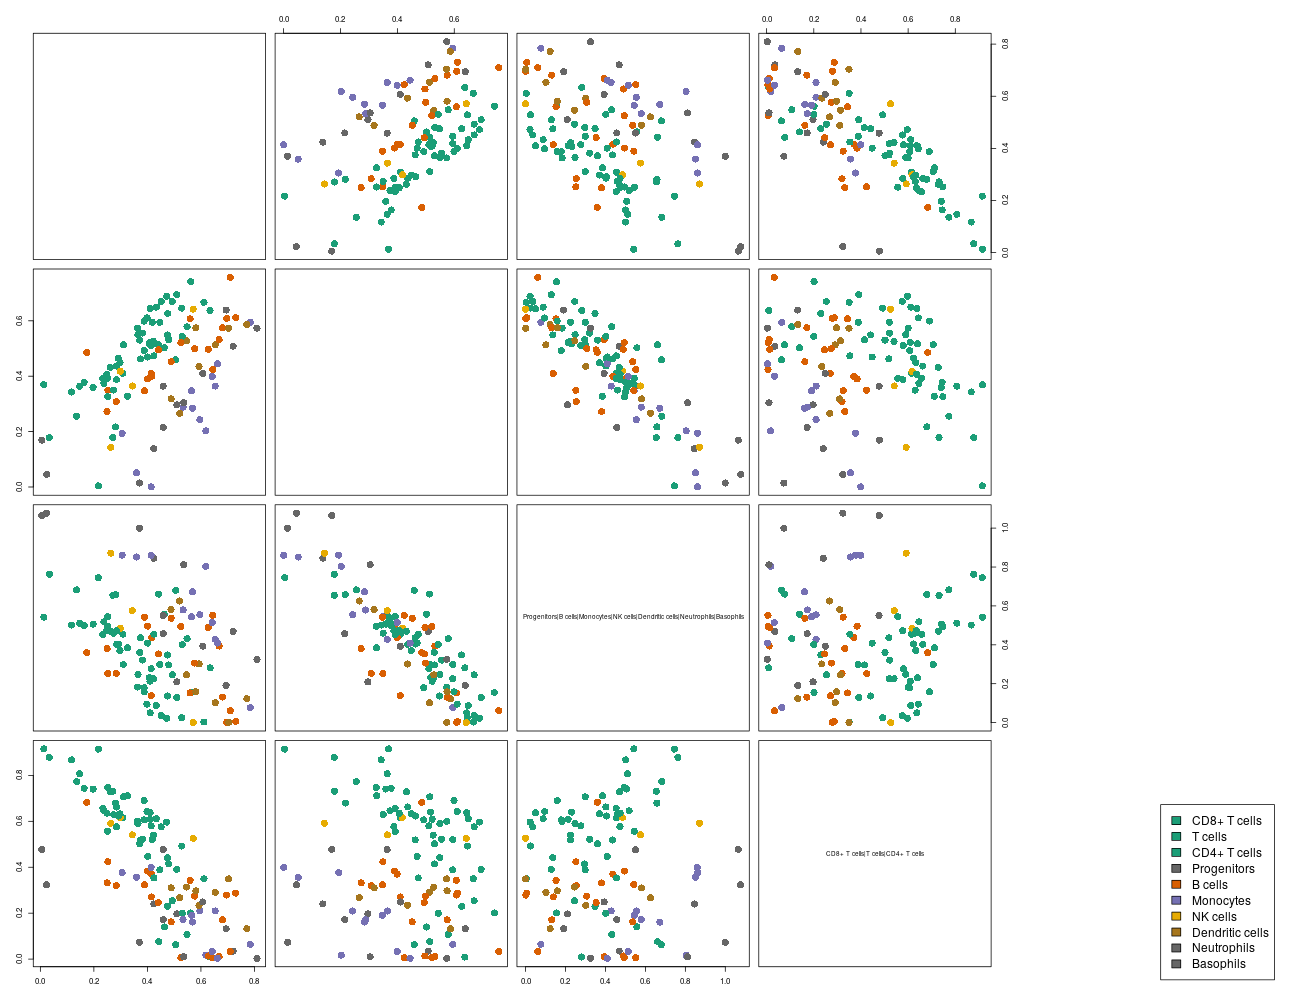 0.0 0.2 0.4 0.6 0.0 0.2 0.4 0.6 0.8
0.0 0.2 0.4 0.6 0.8
0.0 0.2 0.4 0.6
Progenitors|B cells|Monocytes|NK cells|Dendritic cells|Neutrophils|Basophils
0.0 0.2 0.4 0.6 0.8 1.0
CD8+ T cells|T cells|CD4+ T cells
0.0 0.2 0.4 0.6 0.8
0.0 0.2 0.4 0.6 0.8 0.0 0.2 0.4 0.6 0.8 1.0
CD8+ T cells
T cells
CD4+ T cells
Progenitors
B cells
Monocytes
NK cells
Dendritic cells
Neutrophils
Basophils